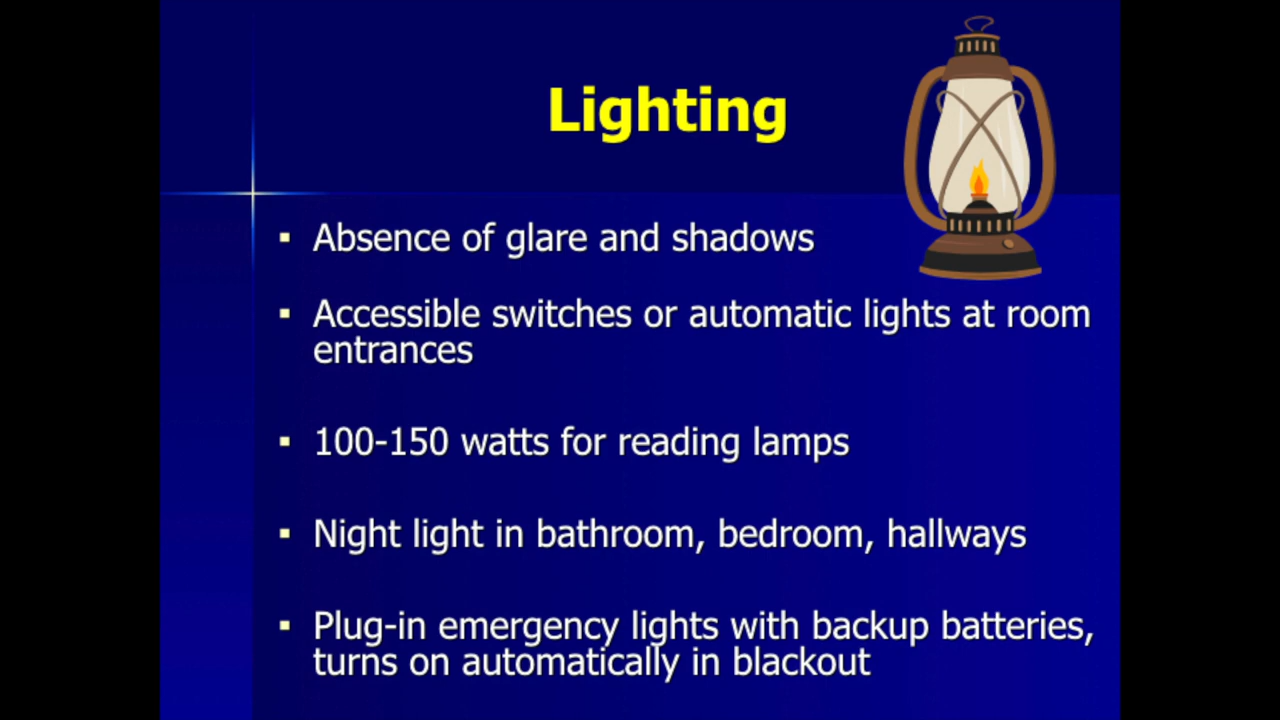 Lighting
▪ Absence of glare and shadows
▪ Accessible switches or automatic lights at room
entrances
▪ 100-150 watts for reading lamps
▪ Night light in bathroom, bedroom, hallways
▪ Plug-in emergency lights with backup batteries,
turns on automatically in blackout